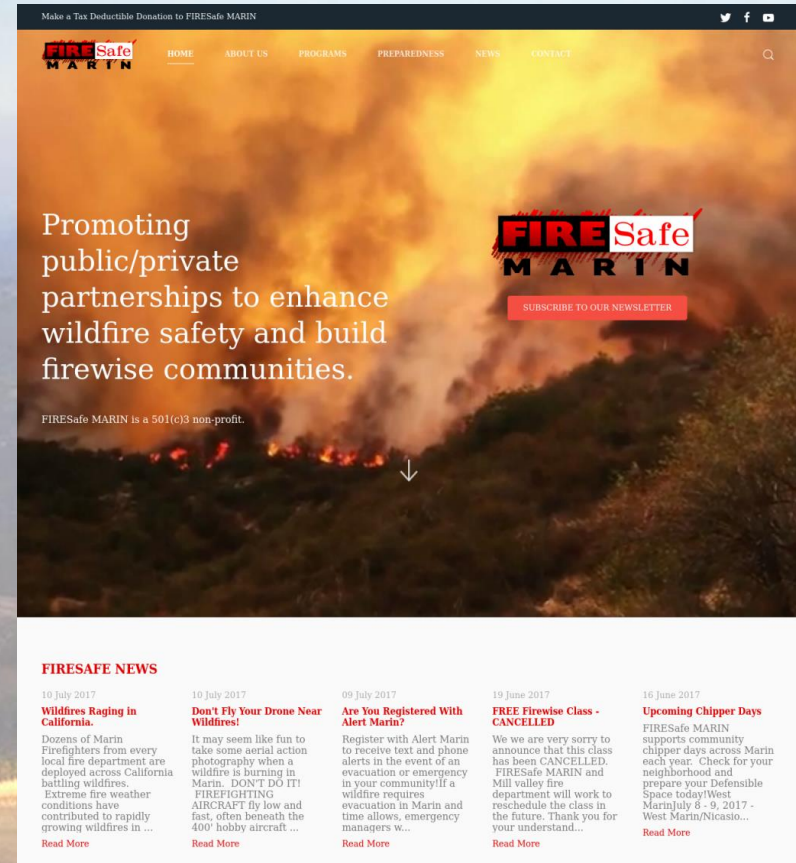 Make a Tax Deductible Donation to FIRESafe MARIN
FIRESafe
MARIN
HOME
ABOUT US
PROGRAMS
PREPAREDNESS
NEWS
CONTACT
Promoting
public/private
partnerships to enhance
wildfire safety and build
firewise communities.
FIRESafe MARIN is a 501(c)3 non-profit.
FIRESafe
MARIN
SUBSCRIBE TO OUR NEWSLETTER
FIRESAFE NEWS
10 July 2017
Wildfires Raging in
California.
Dozens of Marin
Firefighters from every
local fire department are
deployed across California
battling wildfires.
Extreme fire weather
conditions have
contributed to rapidly
growing wildfires in ...
Read More
10 July 2017
Don't Fly Your Drone Near
Wildfires!
It may seem like fun to
take some aerial action
photography when a
wildfire is burning in
Marin. DON'T DO IT!
FIREFIGHTING
AIRCRAFT fly low and
fast, often beneath the
400' hobby aircraft ...
Read More
09 July 2017
Are You Registered With
Alert Marin?
Register with Alert Marin
to receive text and phone
alerts in the event of an
evacuation or emergency
in your community!If a
wildfire requires
evacuation in Marin and
time allows, emergency
managers w...
Read More
19 June 2017
FREE Firewise Class -
CANCELLED
We we are very sorry to
announce that this class
has been CANCELLED.
FIRESafe MARIN and
Mill valley fire
department will work to
reschedule the class in
the future. Thank you for
your understand...
Read More
16 June 2017
Upcoming Chipper Days
FIRESafe MARIN
supports community
chipper days across Marin
each year. Check for your
neighborhood and
prepare your Defensible
Space today!West
MarinJuly 8 - 9, 2017 -
West Marin/Nicasio...
Read More